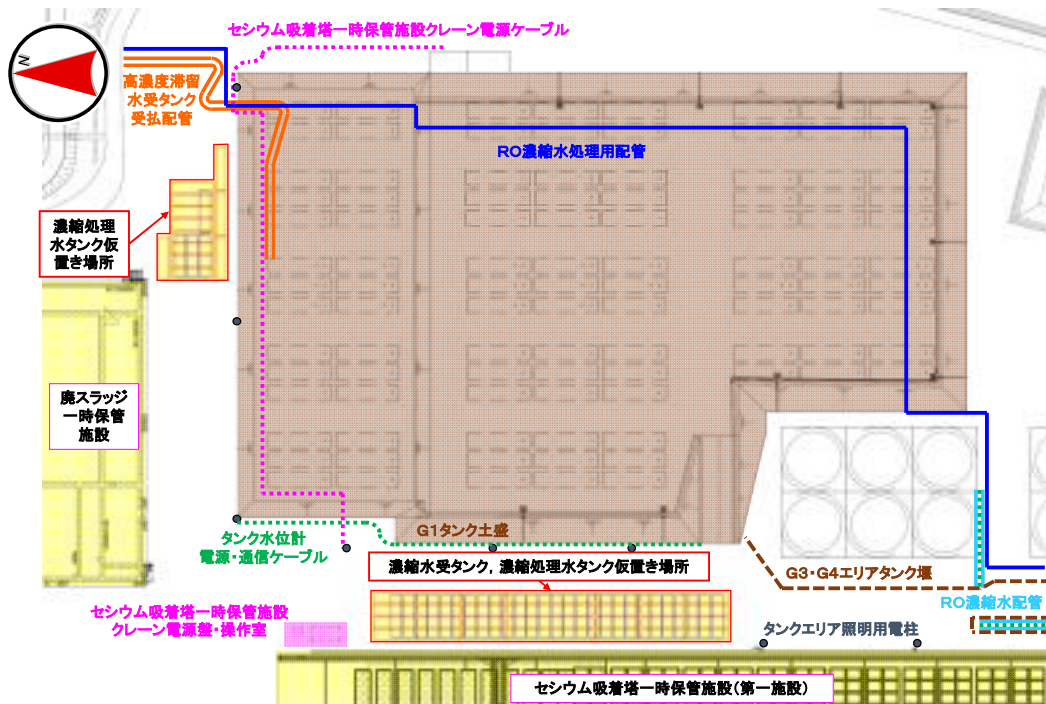 セシウム吸着塔一時保管施設クレーン電源ケーブル
N
高濃度滞留
水受タンク
受払配管
RO濃縮水処理用配管
濃縮処理
水タンク仮
置き場所
廃スラッジ
一時保管
施設
タンク水位計
電源・通信ケーブル
G1タンク土盛
濃縮水受タンク,濃縮処理水タンク仮置き場所
G3・G4エリアタンク堰
RO濃縮水配管
セシウム吸着塔一時保管施設
クレーン電源盤・操作室
タンクエリア照明用電柱
セシウム吸着塔一時保管施設(第一施設)